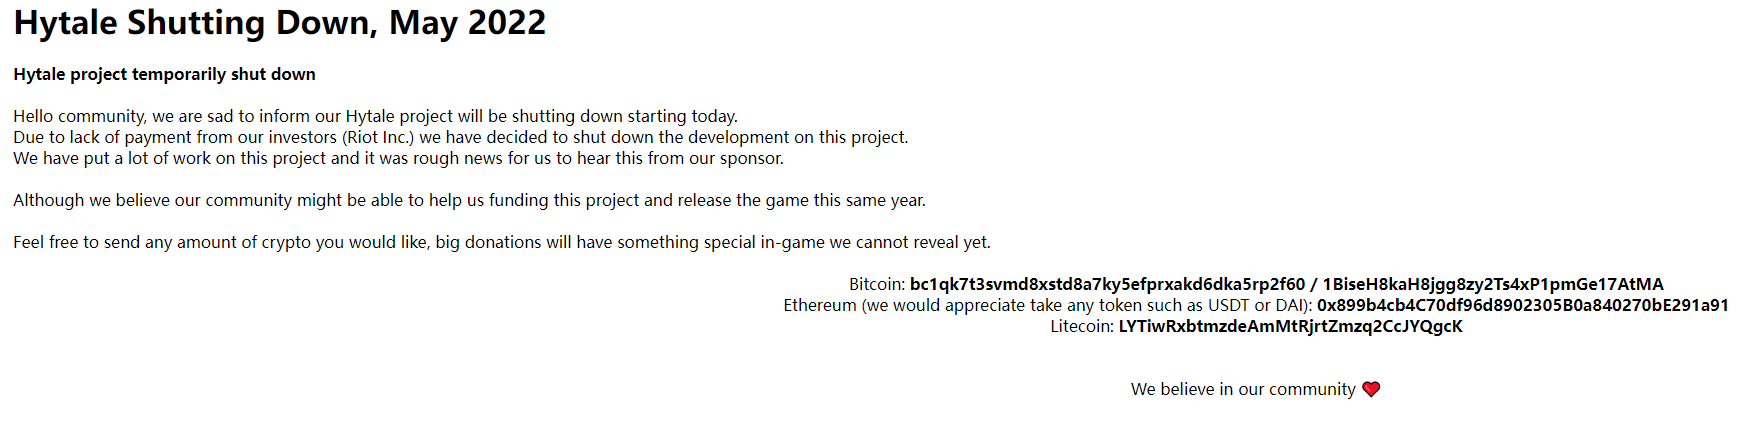 Hytale Shutting Down, May 2022
Hytale project temporarily shut down
Hello community, we are sad to inform our Hytale project will be shutting down starting today.
Due to lack of payment from our investors (Riot Inc.) we have decided to shut down the development on this project.
We have put a lot of work on this project and it was rough news for us to hear this from our sponsor.
Although we believe our community might be able to help us funding this project and release the game this same year.
Feel free to send any amount of crypto you would like, big donations will have something special in-game we cannot reveal yet.
Bitcoin: bc1qk7t3svmd8xstd8a7ky5efprxakd6dka5rp2f60 / 1BiseH8kaH8jgg8zy2Ts4xP1pmGe17AtMA
Ethereum (we would appreciate take any token such as USDT or DAI): 0x899b4cb4C70df96d8902305B0a840270bE291a91
Litecoin: LYTiwRxbtmzdeAmMtRjrtZmzq2CcJYQgcK
We believe in our community ❤️